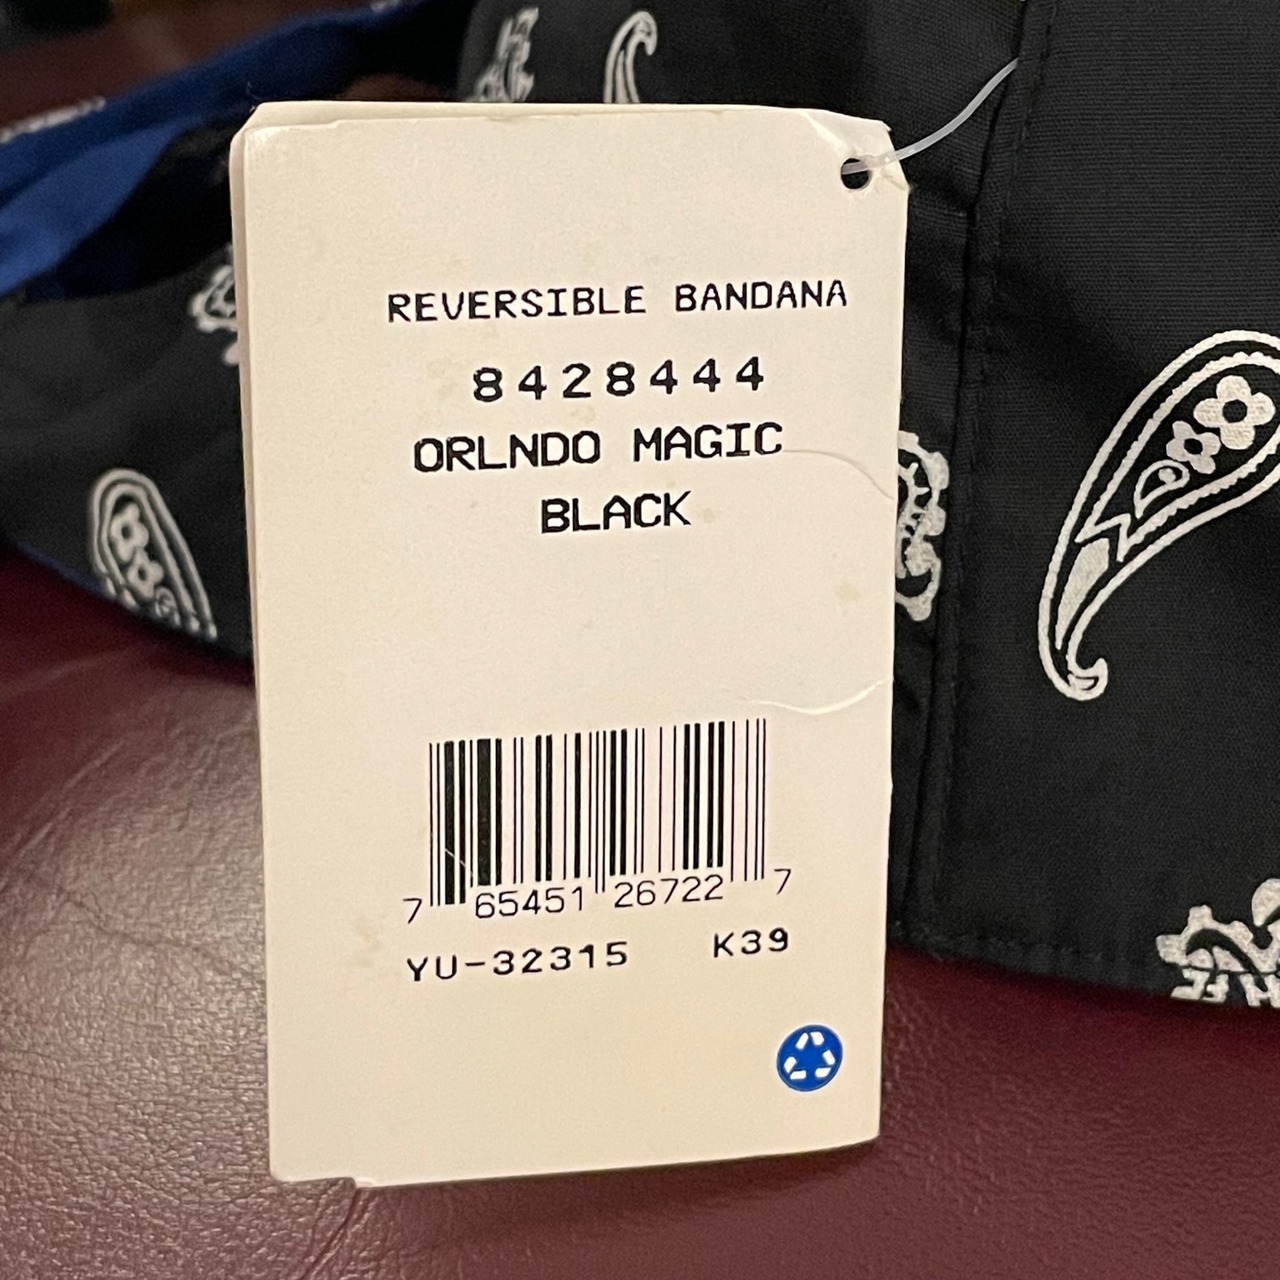 REVERSIBLE BANDANA
8428444
ORLNDO MAGIC
BLACK
7 65451 26722 7
YU-32315 K39